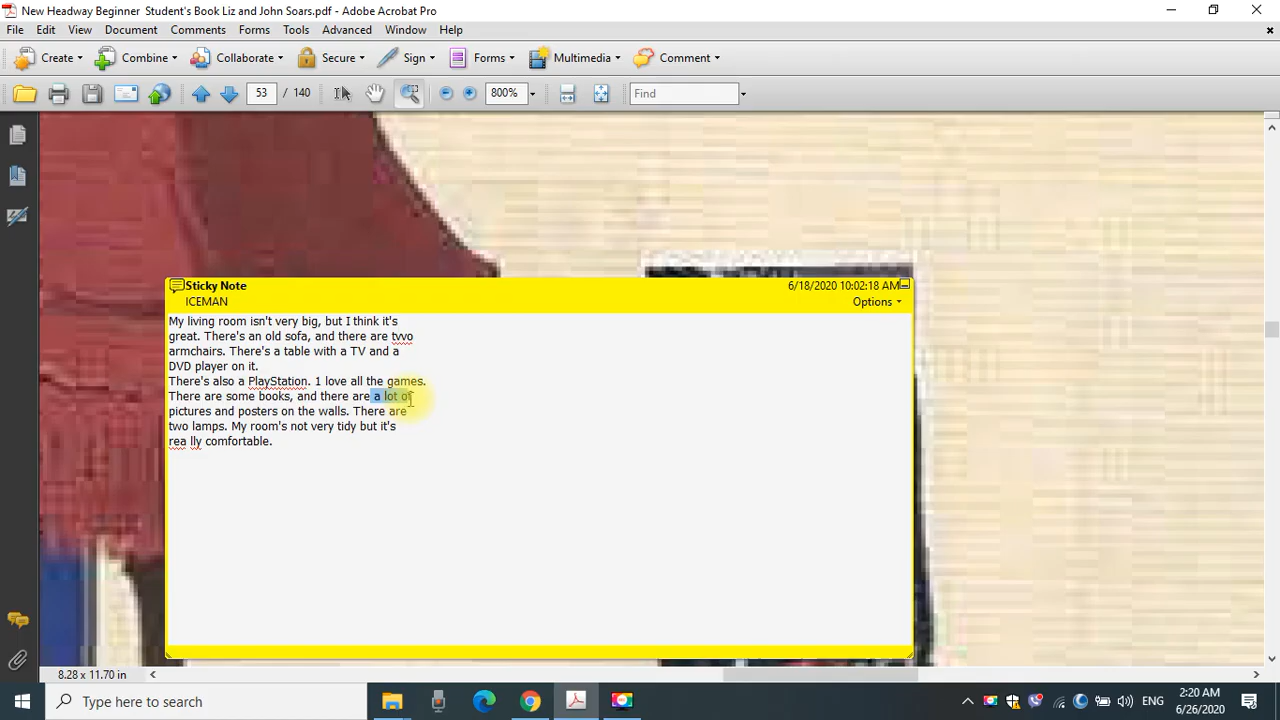 New Headway Beginner  Student's Book Liz and John Soars.pdf - Adobe Acrobat Pro
File Edit View Document Comments Forms Tools Advanced Window Help
Create Combine Collaborate Secure Sign Forms Multimedia Comment
53 / 140 800% Find
Sticky Note 6/18/2020 10:02:18 AM
ICEMAN Options
My living room isn't very big, but I think it's
great. There's an old sofa, and there are tvvo
armchairs. There's a table with a TV and a
DVD player on it.
There's also a PlayStation. 1 love all the games.
There are some books, and there are a lot of
pictures and posters on the walls. There are
two lamps. My room's not very tidy but it's
rea lly comfortable.
8.28 x 11.70 in
Type here to search
ENG
2:20 AM
6/26/2020